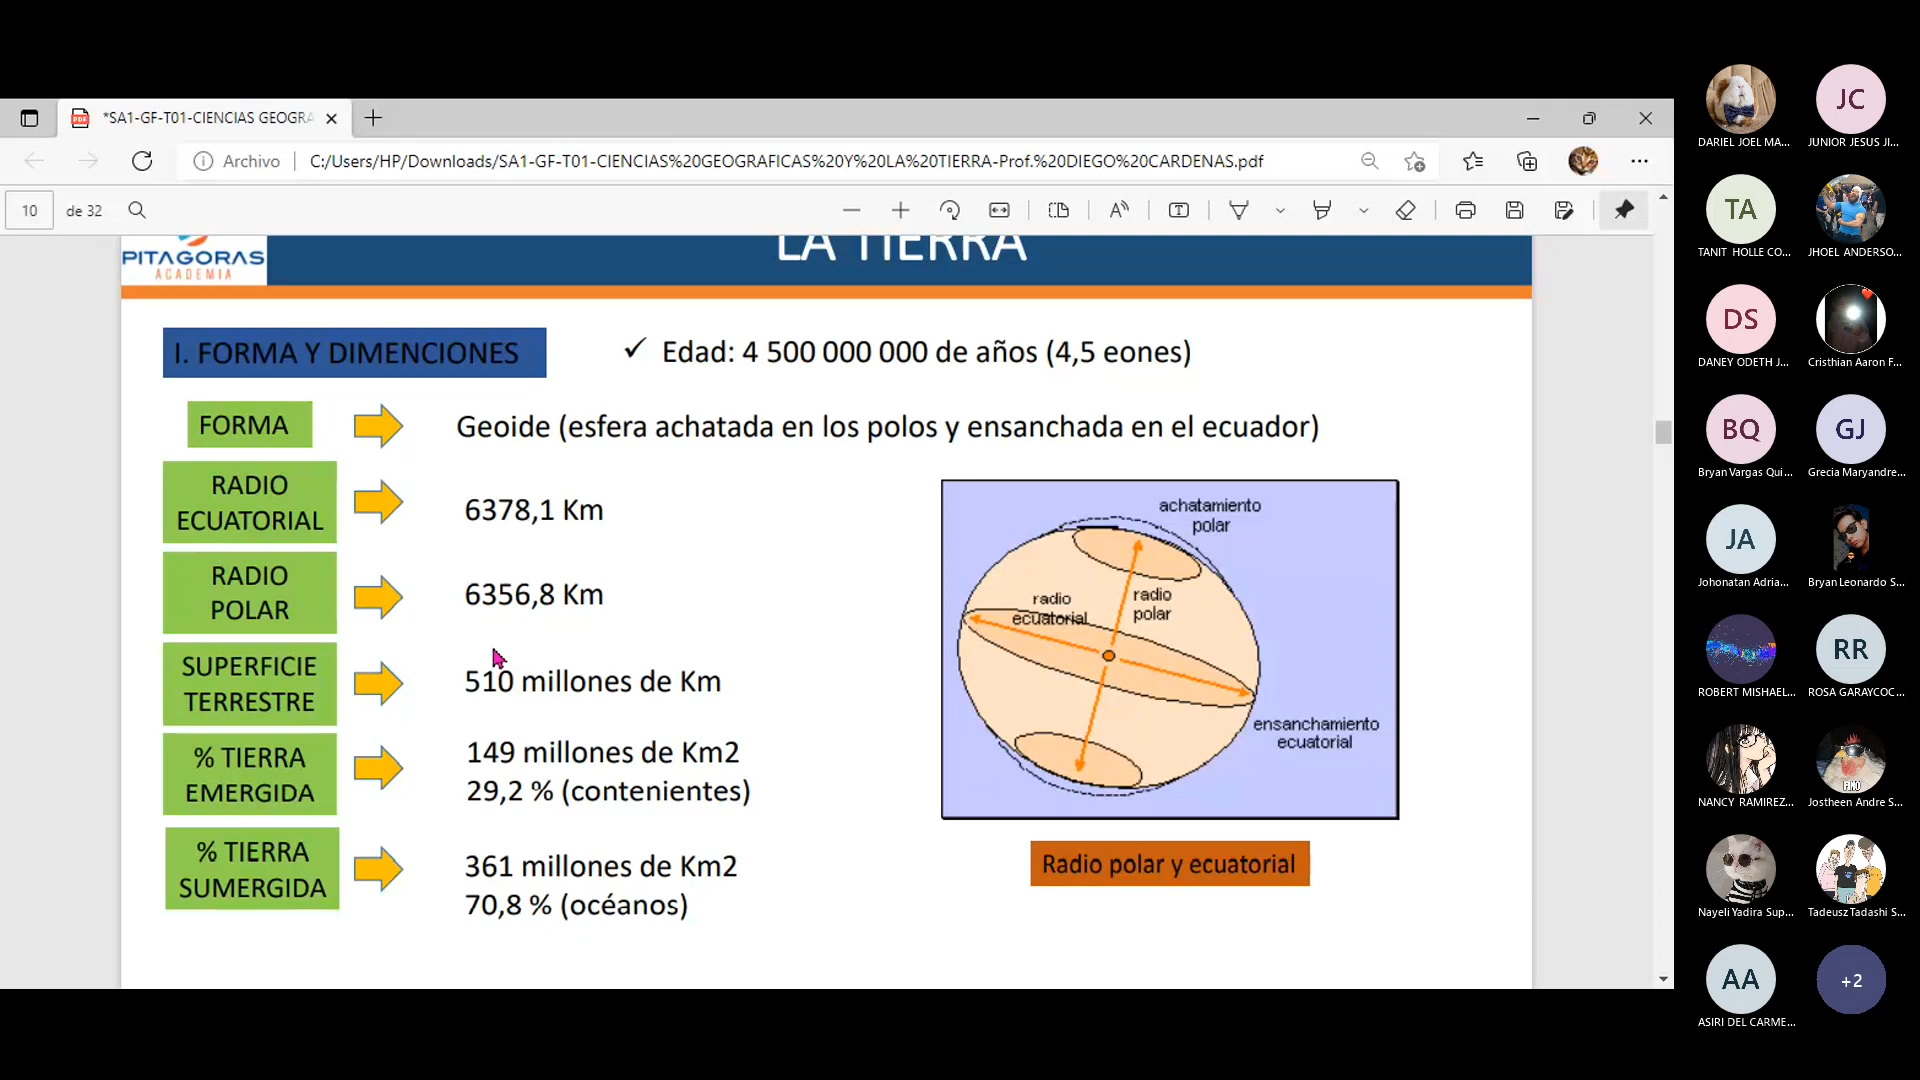 *SA1-GF-T01-CIENCIAS GEOGRA
Archivo
C:/Users/HP/Downloads/SA1-GF-T01-CIENCIAS%20GEOGRAFICAS%20Y%20LA%20TIERRA-Prof.%20DIEGO%20CARDENAS.pdf
10 de 32
PITAGORAS
ACADEMIA
LA TIERRA
I. FORMA Y DIMENCIONES
✓ Edad: 4 500 000 000 de años (4,5 eones)
FORMA
Geoide (esfera achatada en los polos y ensanchada en el ecuador)
RADIO
ECUATORIAL
6378,1 Km
RADIO
POLAR
6356,8 Km
SUPERFICIE
TERRESTRE
510 millones de Km
% TIERRA
EMERGIDA
149 millones de Km2
29,2 % (contenientes)
% TIERRA
SUMERGIDA
361 millones de Km2
70,8 % (océanos)
achatamiento
polar
radio
ecuatorial
radio
polar
ensanchamiento
ecuatorial
Radio polar y ecuatorial
DARIEL JOEL MA...
JC
JUNIOR JESUS JI...
TA
TANIT HOLLE CO...
JHOEL ANDERSO...
DS
DANEY ODETH J...
Cristhian Aaron F...
BQ
Bryan Vargas Qui...
GJ
Grecia Maryandre...
JA
Johonatan Adria...
Bryan Leonardo S...
ROBERT MISHAEL...
RR
ROSA GARAYCOC...
NANCY RAMIREZ...
Jostheen Andre S...
Nayeli Yadira Sup...
Tadeusz Tadashi S...
AA
ASIRI DEL CARME...
+2